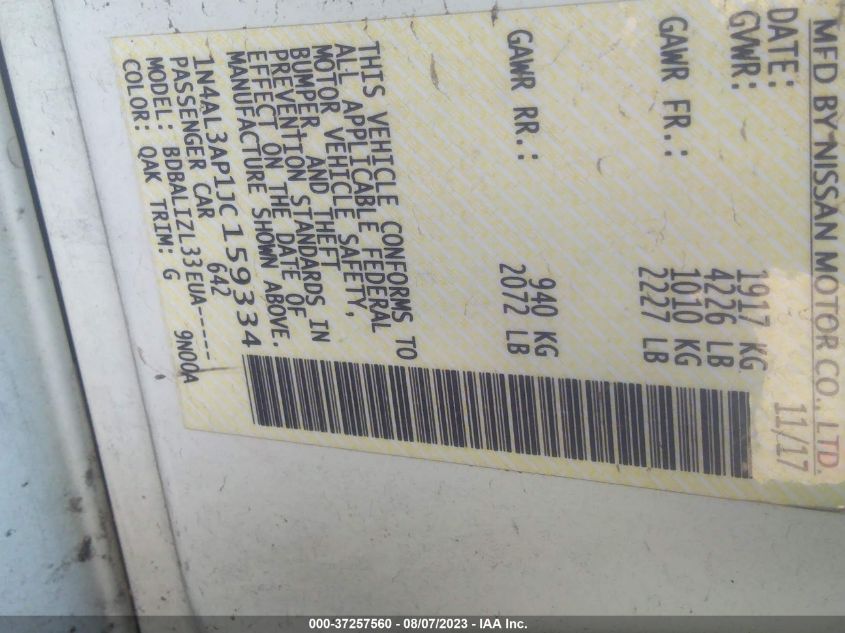 MFD BY NISSAN MOTOR CO., LTD.
DATE: 11/17
GVWR: 1917 KG
4226 LB
GAWR FR.: 1010 KG
2227 LB
GAWR RR.: 940 KG
2072 LB
THIS VEHICLE CONFORMS TO
ALL APPLICABLE FEDERAL
MOTOR VEHICLE SAFETY,
BUMPER, AND THEFT
PREVENTION STANDARDS IN
EFFECT ON THE DATE OF
MANUFACTURE SHOWN ABOVE.
1N4AL3AP1JC159334
PASSENGER CAR 642
MODEL: BDBALIZL33EUA-----
COLOR: QAK TRIM: G 9N00A
000-37257560 - 08/07/2023 - IAA Inc.